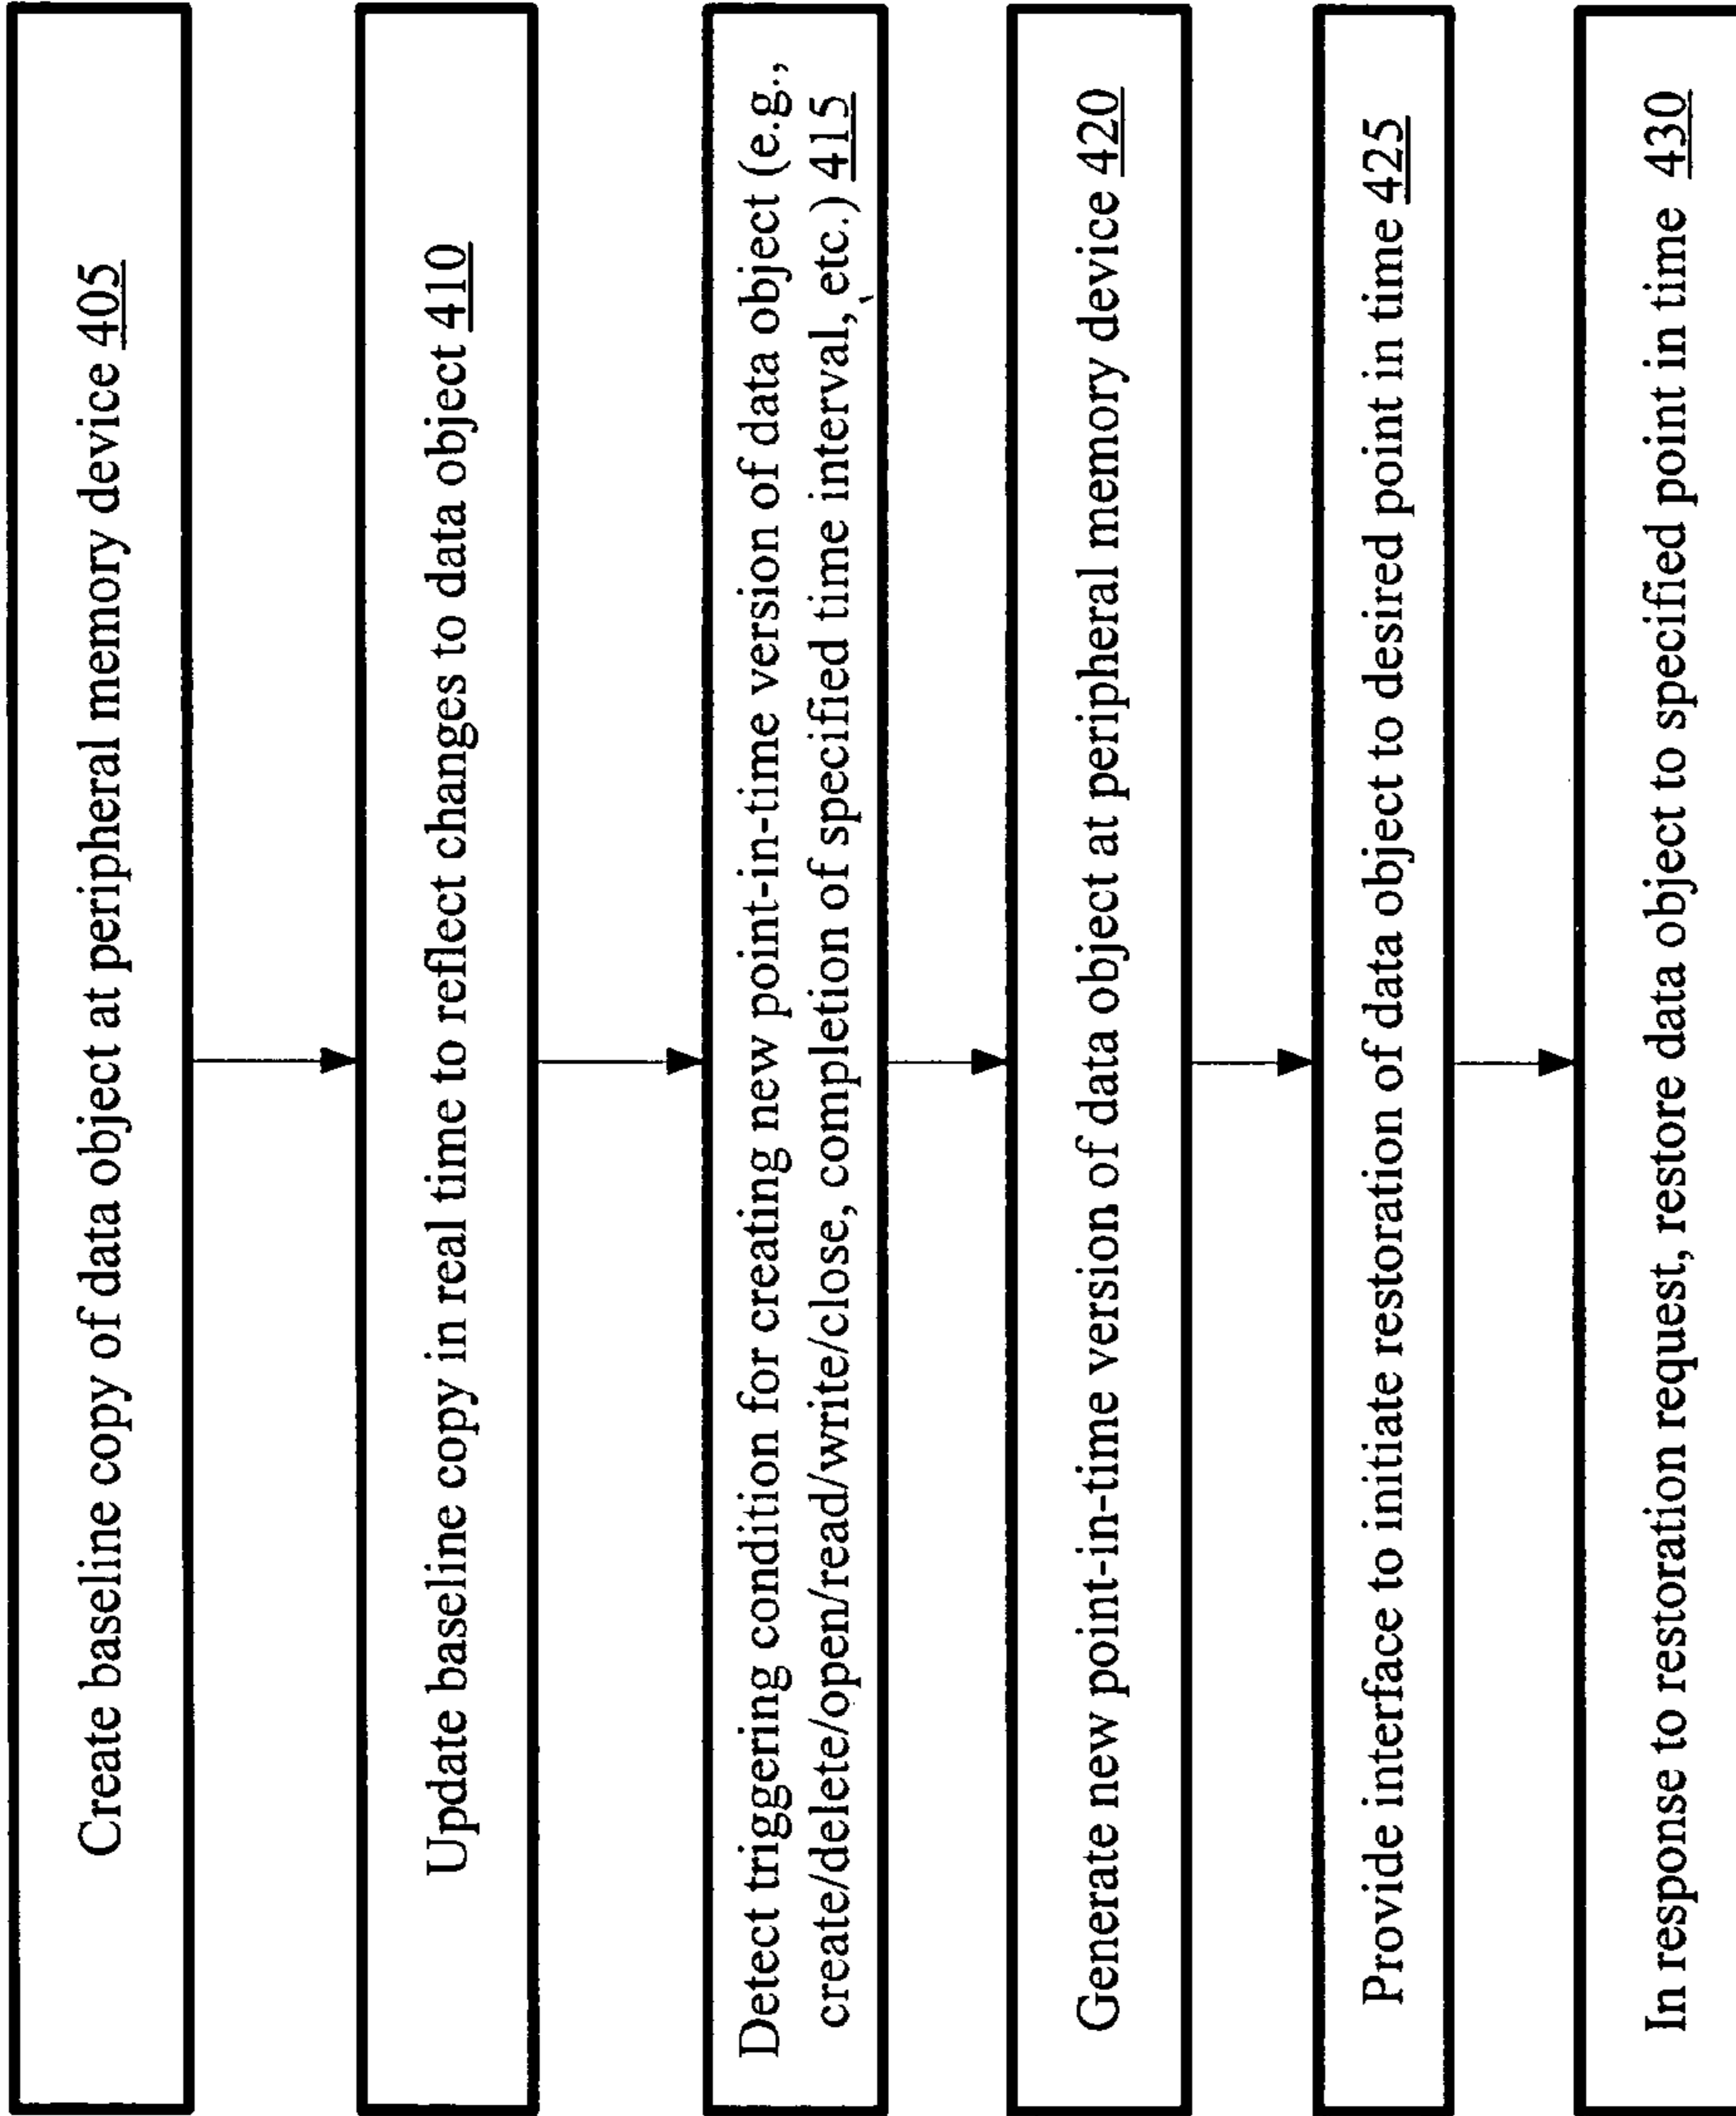 Create baseline copy of data object at peripheral memory device 405
Update baseline copy in real time to reflect changes to data object 410
Detect triggering condition for creating new point-in-time version of data object (e.g.,
create/delete/open/read/write/close, completion of specified time interval, etc.) 415
Generate new point-in-time version of data object at peripheral memory device 420
Provide interface to initiate restoration of data object to desired point in time 425
In response to restoration request, restore data object to specified point in time 430